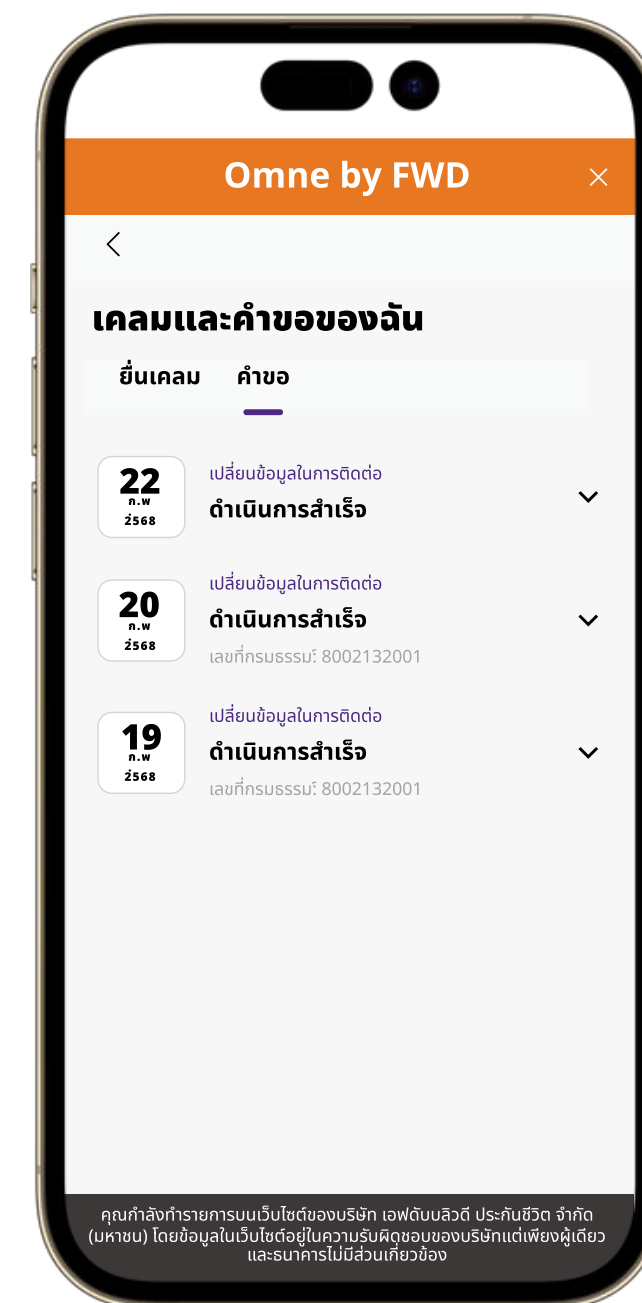 Omne by FWD
เคลมและคำขอของฉัน
ยื่นเคลม คำขอ
22
ก.พ
2568
เปลี่ยนข้อมูลในการติดต่อ
ดำเนินการสำเร็จ
20
ก.พ
2568
เปลี่ยนข้อมูลในการติดต่อ
ดำเนินการสำเร็จ
เลขที่กรมธรรม์: 8002132001
19
ก.พ
2568
เปลี่ยนข้อมูลในการติดต่อ
ดำเนินการสำเร็จ
เลขที่กรมธรรม์: 8002132001
คุณกำลังทำรายการบนเว็บไซต์ของบริษัท เอฟดับบลิวดี ประกันชีวิต จำกัด
(มหาชน) โดยข้อมูลในเว็บไซต์อยู่ในความรับผิดชอบของบริษัทแต่เพียงผู้เดียว
และธนาคารไม่มีส่วนเกี่ยวข้อง